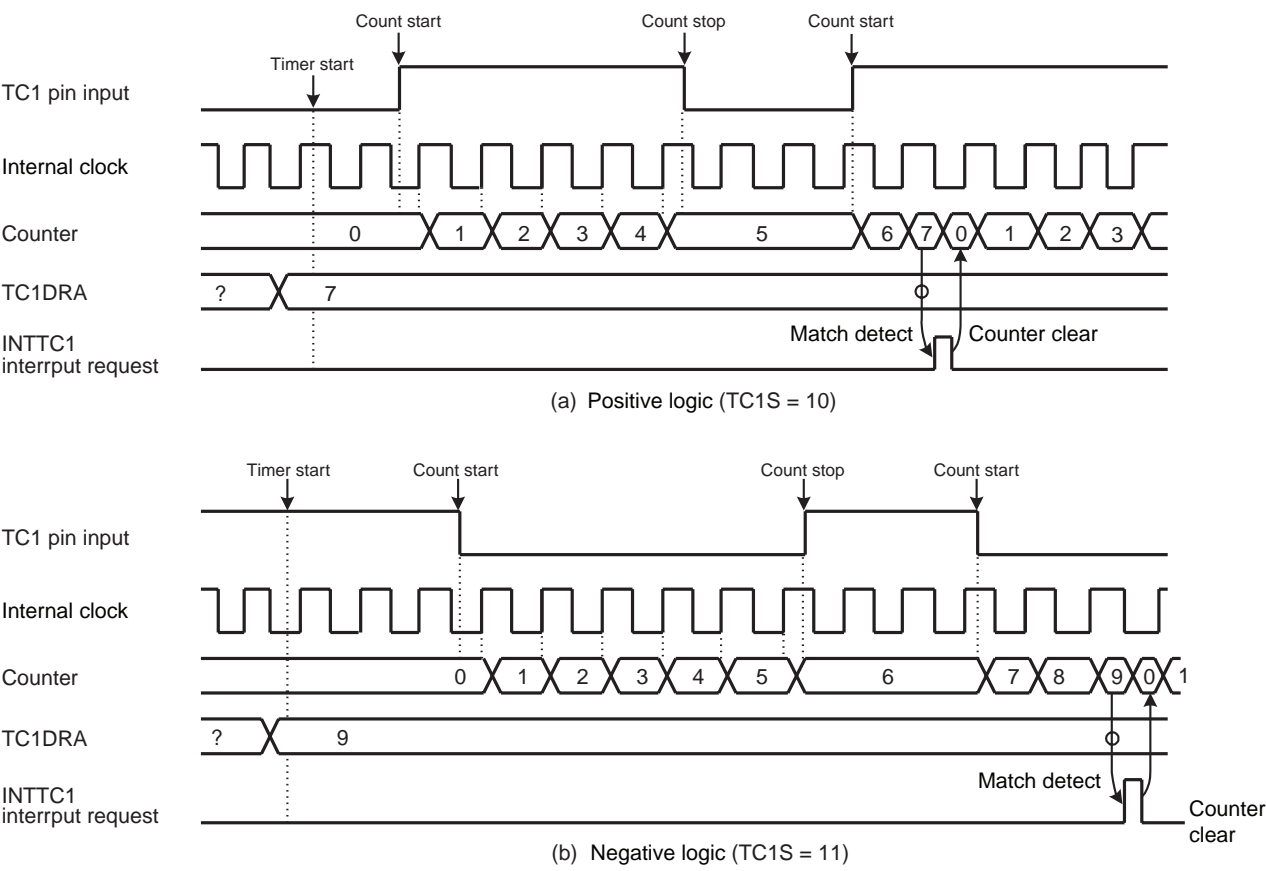 Count start
Count stop
Count start
Timer start
TC1 pin input
Internal clock
Counter
0 1 2 3 4 5 6 7 0 1 2 3
TC1DRA
? 7
Match detect
Counter clear
INTTC1
interrput request
(a) Positive logic (TC1S = 10)
Timer start
Count start
Count stop
Count start
TC1 pin input
Internal clock
Counter
0 1 2 3 4 5 6 7 8 9 0 1
TC1DRA
? 9
Match detect
INTTC1
interrput request
Counter
clear
(b) Negative logic (TC1S = 11)